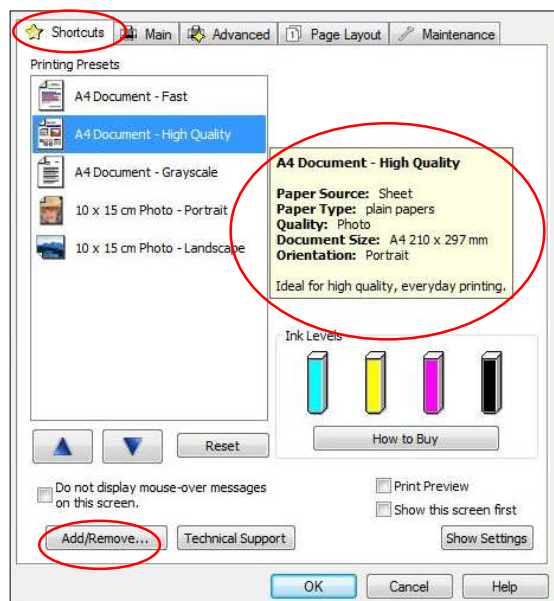 Shortcuts Main Advanced 1 Page Layout Maintenance
Printing Presets
A4 Document - Fast
A4 Document - High Quality
A4 Document - Grayscale
10 x 15 cm Photo - Portrait
10 x 15 cm Photo - Landscape
A4 Document - High Quality
Paper Source: Sheet
Paper Type: plain papers
Quality: Photo
Document Size: A4 210 x 297 mm
Orientation: Portrait
Ideal for high quality, everyday printing.
Ink Levels
How to Buy
Reset
Do not display mouse-over messages
on this screen.
Print Preview
Show this screen first
Add/Remove... Technical Support Show Settings
OK Cancel Help